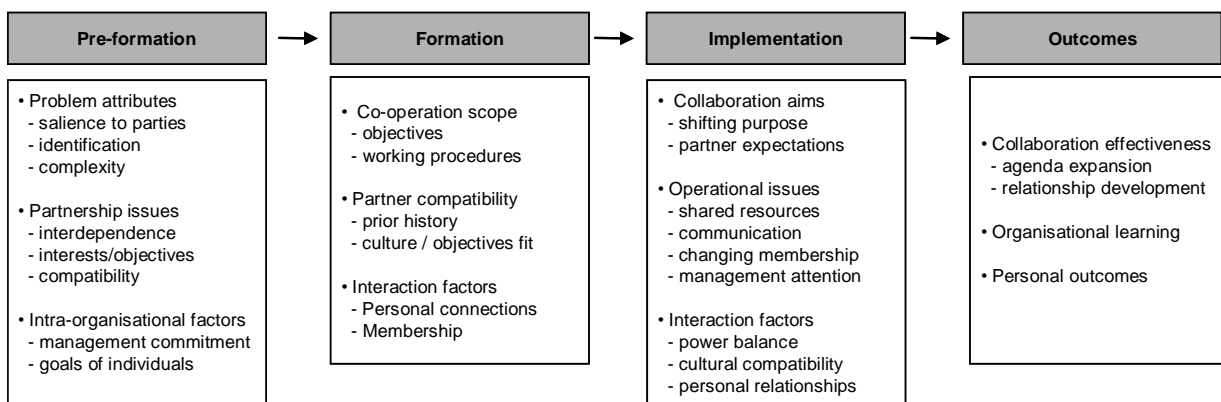 Pre-formation
Formation
Implementation
Outcomes
• Problem attributes
- salience to parties
- identification
- complexity
• Partnership issues
- interdependence
- interests/objectives
- compatibility
• Intra-organisational factors
- management commitment
- goals of individuals
• Co-operation scope
- objectives
- working procedures
• Partner compatibility
- prior history
- culture / objectives fit
• Interaction factors
- Personal connections
- Membership
• Collaboration aims
- shifting purpose
- partner expectations
• Operational issues
- shared resources
- communication
- changing membership
- management attention
• Interaction factors
- power balance
- cultural compatibility
- personal relationships
• Collaboration effectiveness
- agenda expansion
- relationship development
• Organisational learning
• Personal outcomes